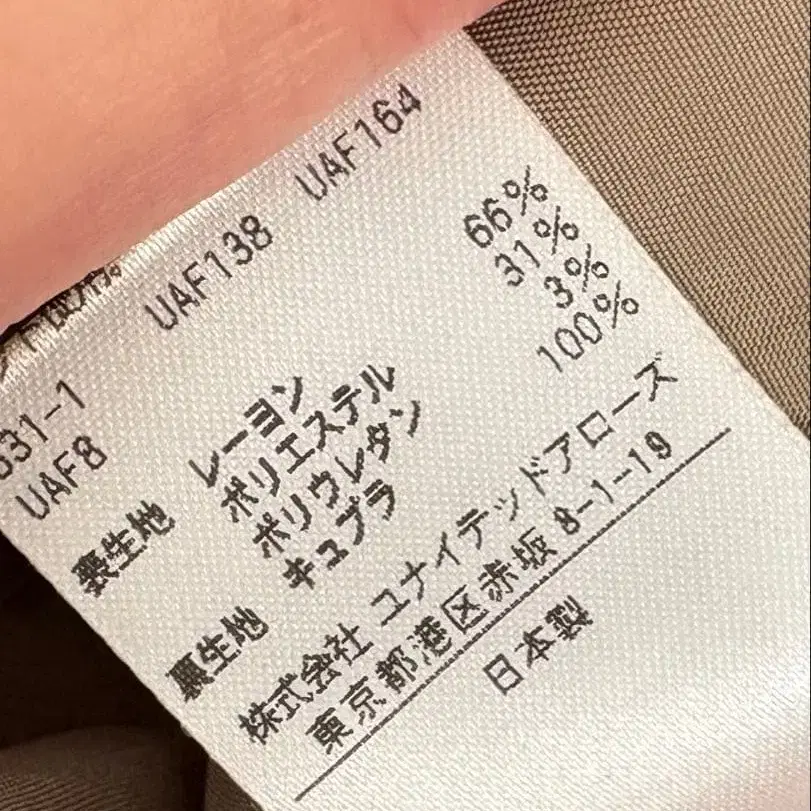 UAF8 UAF138 UAF164
表生地 レーヨン 66%
ポリエステル 31%
ポリウレタン 3%
裏生地 キュプラ 100%
株式会社 ユナイテッドアローズ
東京都港区赤坂 8-1-19
日本製